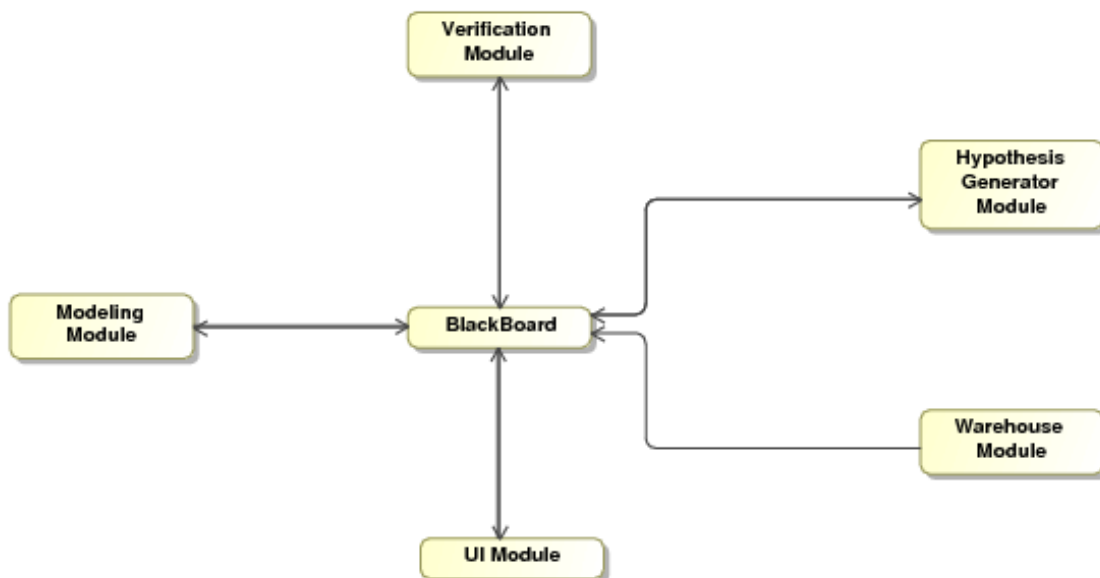 Verification
Module
Hypothesis
Generator
Module
Modeling
Module
BlackBoard
Warehouse
Module
UI Module